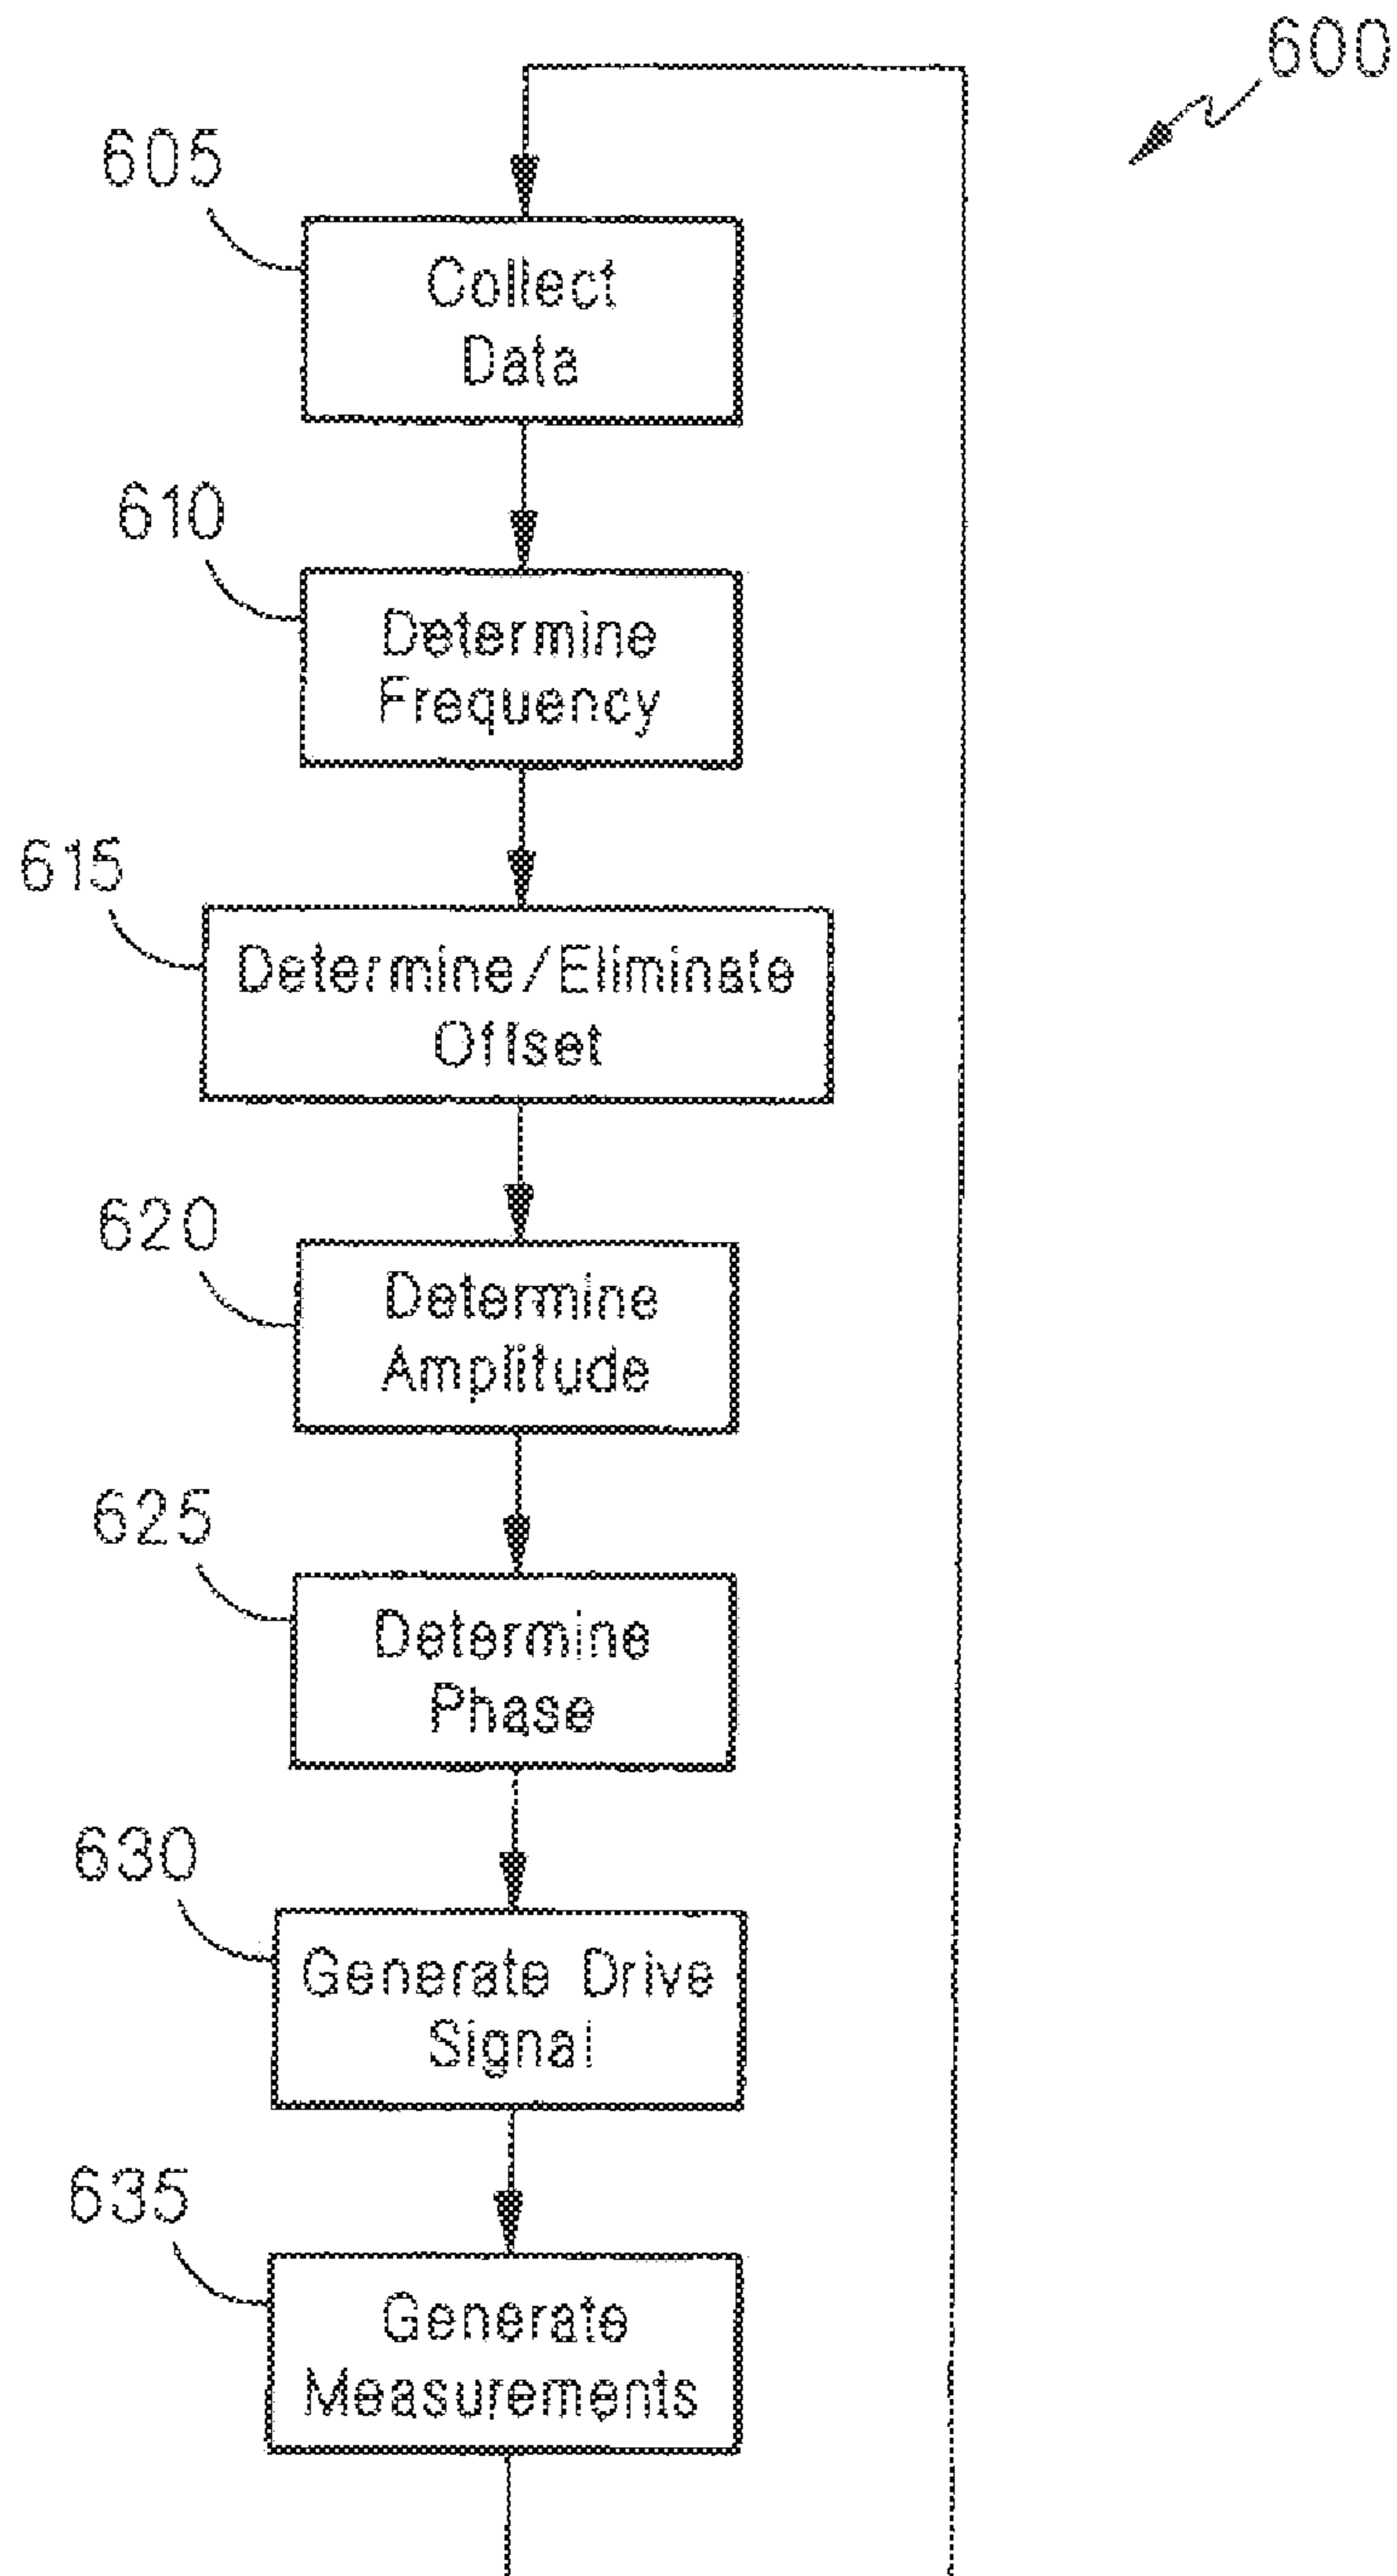 600
605
Collect
Data
610
Determine
Frequency
615
Determine/Eliminate
Offset
620
Determine
Amplitude
625
Determine
Phase
630
Generate Drive
Signal
635
Generate
Measurements